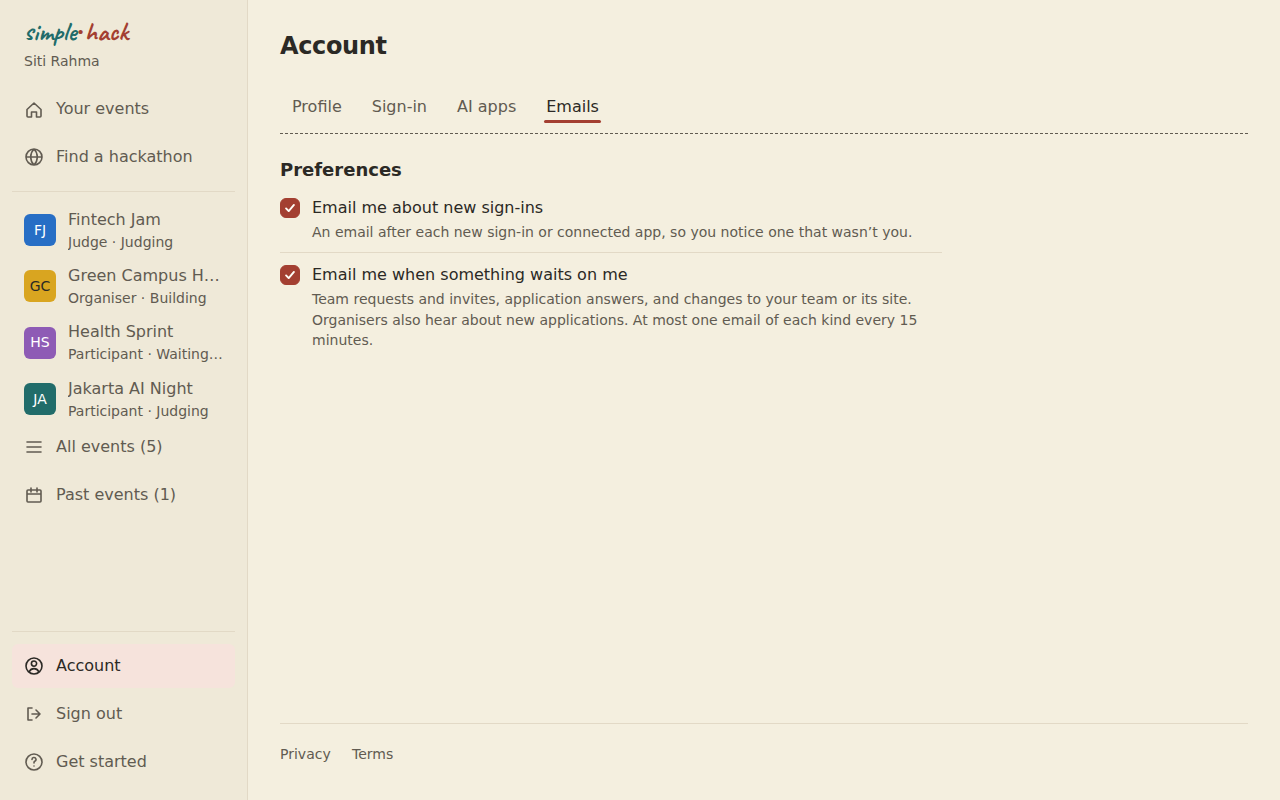 simple·hack
Siti Rahma
Your events
Find a hackathon
FJ
Fintech Jam
Judge · Judging
GC
Green Campus H…
Organiser · Building
HS
Health Sprint
Participant · Waiting…
JA
Jakarta AI Night
Participant · Judging
All events (5)
Past events (1)
Account
Sign out
Get started
Account
Profile
Sign-in
AI apps
Emails
Preferences
Email me about new sign-ins
An email after each new sign-in or connected app, so you notice one that wasn’t you.
Email me when something waits on me
Team requests and invites, application answers, and changes to your team or its site.
Organisers also hear about new applications. At most one email of each kind every 15
minutes.
Privacy
Terms